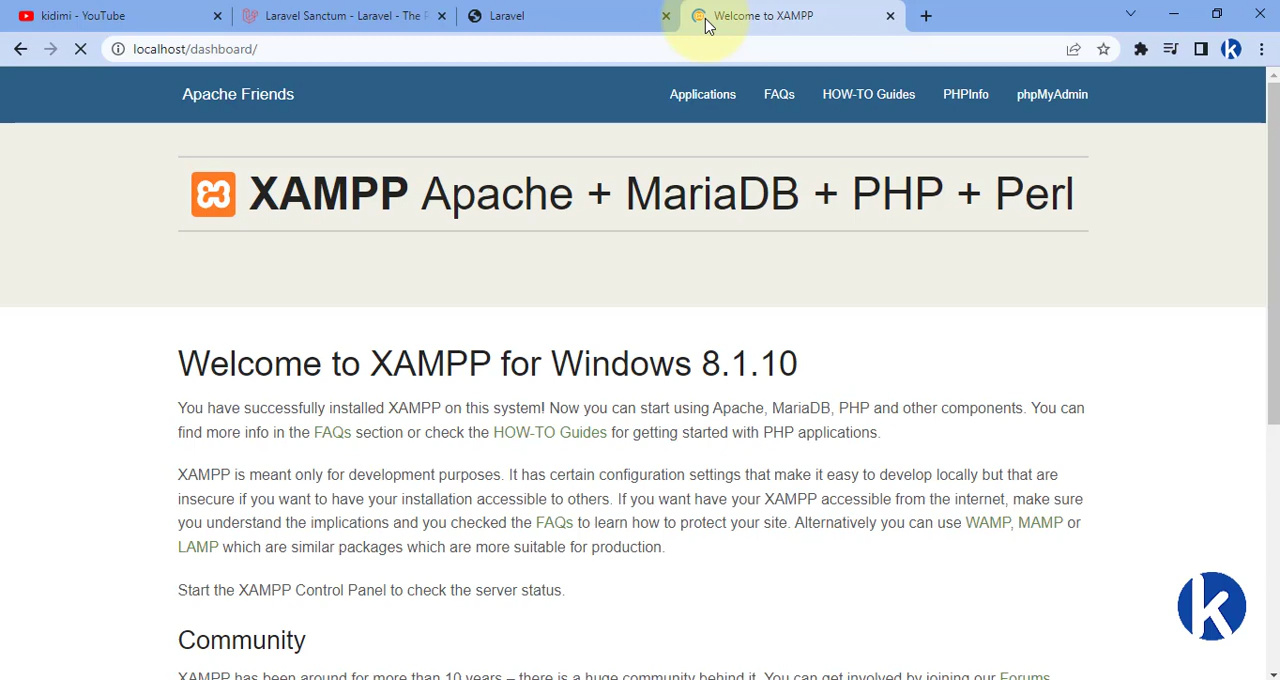 kidimi - YouTube
Laravel Sanctum - Laravel - The
Laravel
Welcome to XAMPP
localhost/dashboard/
Apache Friends
Applications
FAQs
HOW-TO Guides
PHPInfo
phpMyAdmin
XAMPP Apache + MariaDB + PHP + Perl
Welcome to XAMPP for Windows 8.1.10
You have successfully installed XAMPP on this system! Now you can start using Apache, MariaDB, PHP and other components. You can
find more info in the FAQs section or check the HOW-TO Guides for getting started with PHP applications.
XAMPP is meant only for development purposes. It has certain configuration settings that make it easy to develop locally but that are
insecure if you want to have your installation accessible to others. If you want have your XAMPP accessible from the internet, make sure
you understand the implications and you checked the FAQs to learn how to protect your site. Alternatively you can use WAMP, MAMP or
LAMP which are similar packages which are more suitable for production.
Start the XAMPP Control Panel to check the server status.
k
Community
XAMPP has been around for more than 10 years – there is a huge community behind it. You can get involved by joining our Forums,